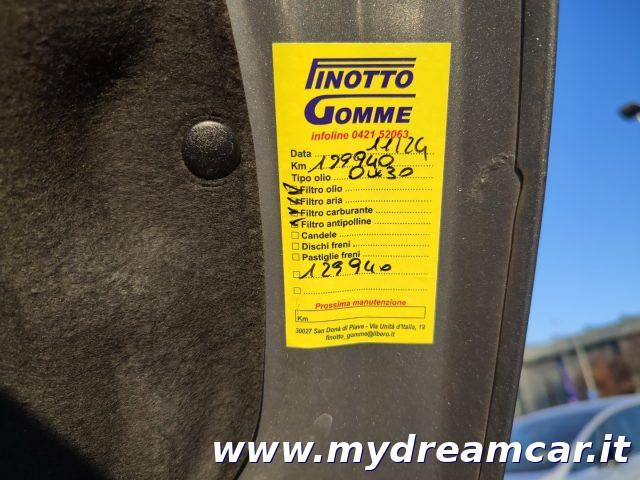 FINOTTO
GOMME
infoline 0421 52063
Data 11/24
Km 199940
Tipo olio 0w30
Filtro olio
Filtro aria
Filtro carburante
Filtro antipolline
Candele
Dischi freni
Pastiglie freni
129940
Prossima manutenzione
Km
30027 San Donà di Piave - Via Unità d'Italia, 19
finotto_gomme@libero.it
www.mydreamcar.it